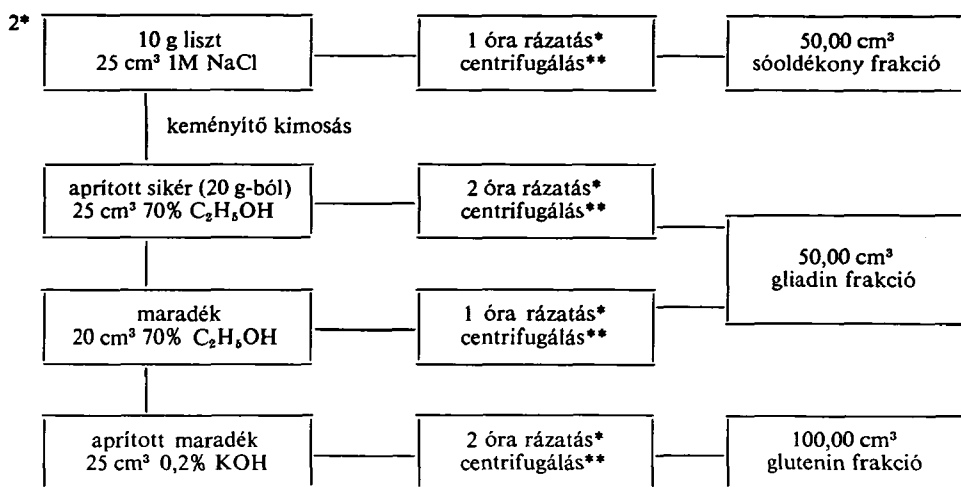 2*
10 g liszt
25 cm³ 1M NaCl
1 óra rázatás*
centrifugálás**
50,00 cm³
sóoldékony frakció
keményítő kimosás
aprított sikér (20 g-ból)
25 cm³ 70% C₂H₅OH
2 óra rázatás*
centrifugálás**
50,00 cm³
gliadin frakció
maradék
20 cm³ 70% C₂H₅OH
1 óra rázatás*
centrifugálás**
aprított maradék
25 cm³ 0,2% KOH
2 óra rázatás*
centrifugálás**
100,00 cm³
glutenin frakció